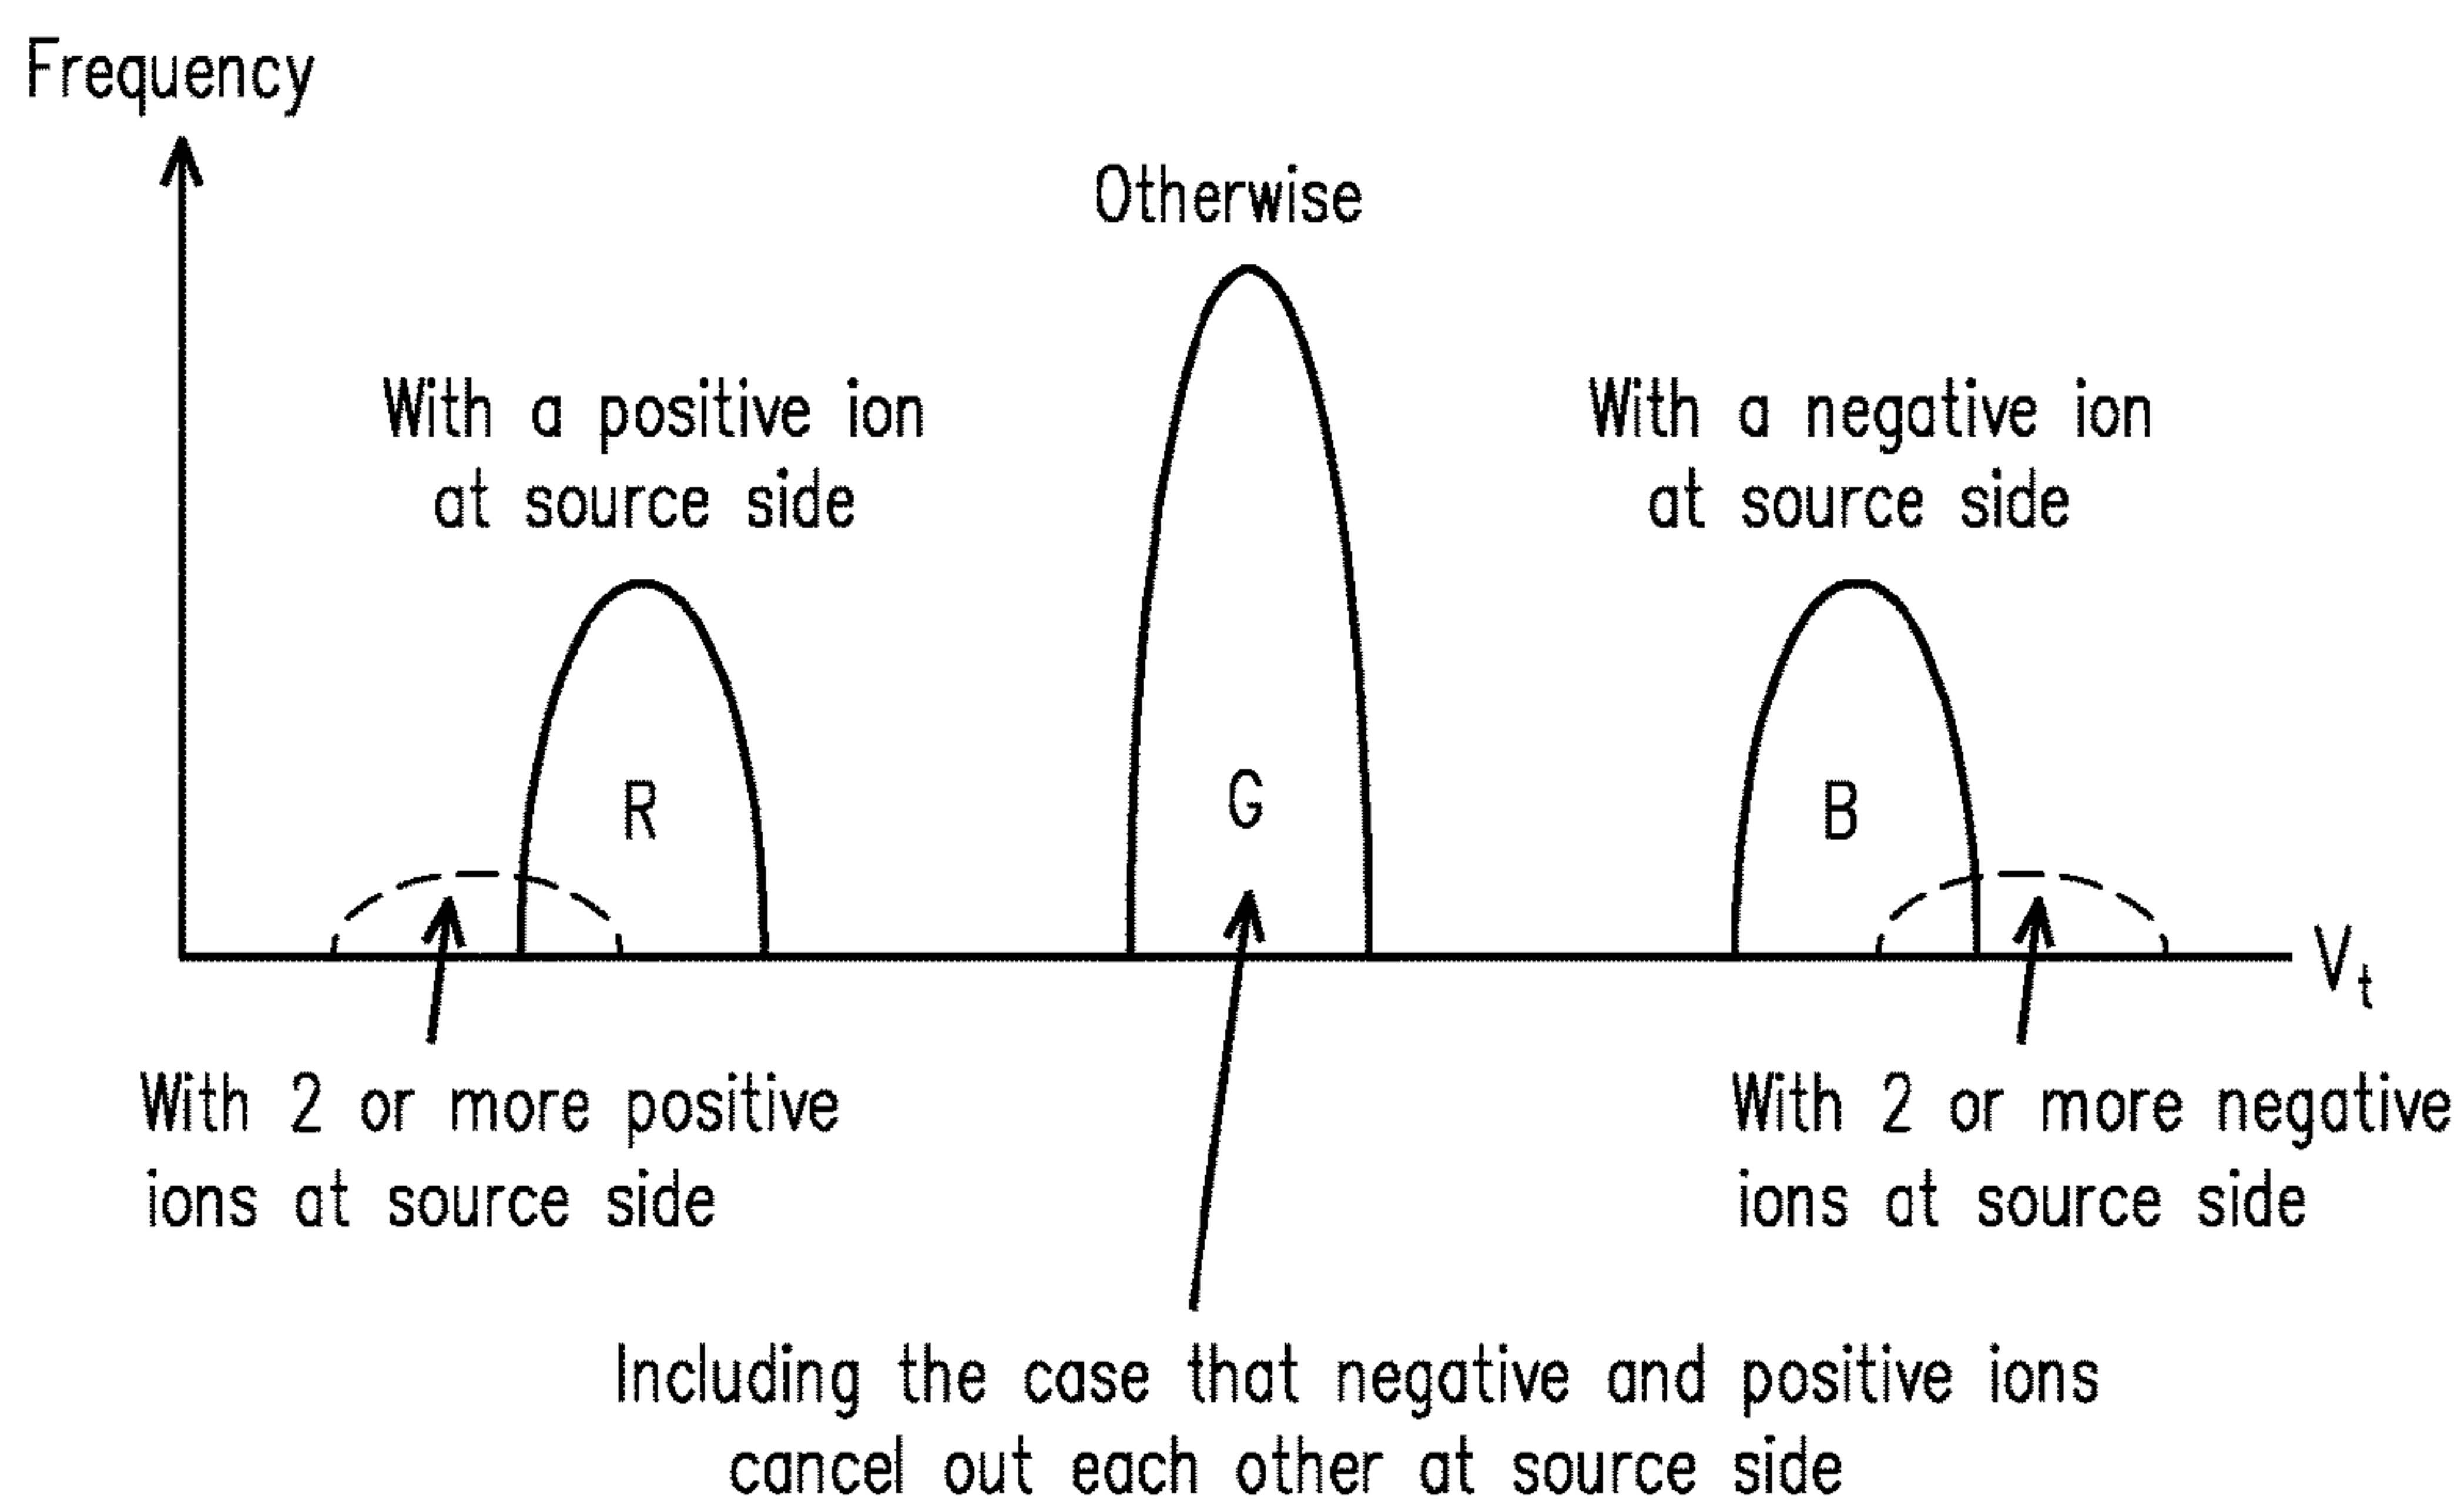 Frequency
Otherwise
With a positive ion
at source side
With a negative ion
at source side
R
G
B
Vt
With 2 or more positive
ions at source side
With 2 or more negative
ions at source side
Including the case that negative and positive ions
cancel out each other at source side